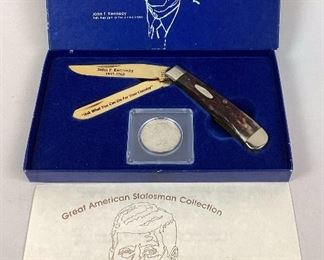 John F. Kennedy
John F. Kennedy
1917-1963
"Ask What You Can Do For Your Country"
Great American Statesman Collection